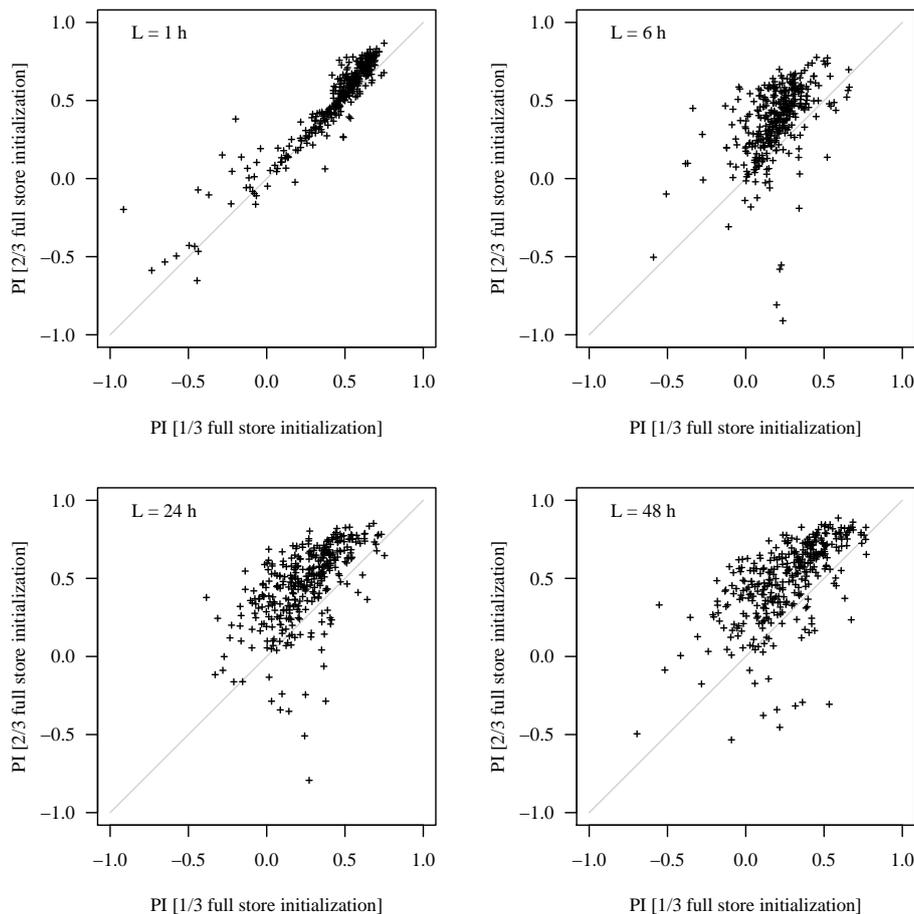 L = 1 h
1.0
0.5
0.0
−0.5
−1.0
PI [2/3 full store initialization]
−1.0 −0.5 0.0 0.5 1.0
PI [1/3 full store initialization]
L = 6 h
1.0
0.5
0.0
−0.5
−1.0
PI [2/3 full store initialization]
−1.0 −0.5 0.0 0.5 1.0
PI [1/3 full store initialization]
L = 24 h
1.0
0.5
0.0
−0.5
−1.0
PI [2/3 full store initialization]
−1.0 −0.5 0.0 0.5 1.0
PI [1/3 full store initialization]
L = 48 h
1.0
0.5
0.0
−0.5
−1.0
PI [2/3 full store initialization]
−1.0 −0.5 0.0 0.5 1.0
PI [1/3 full store initialization]